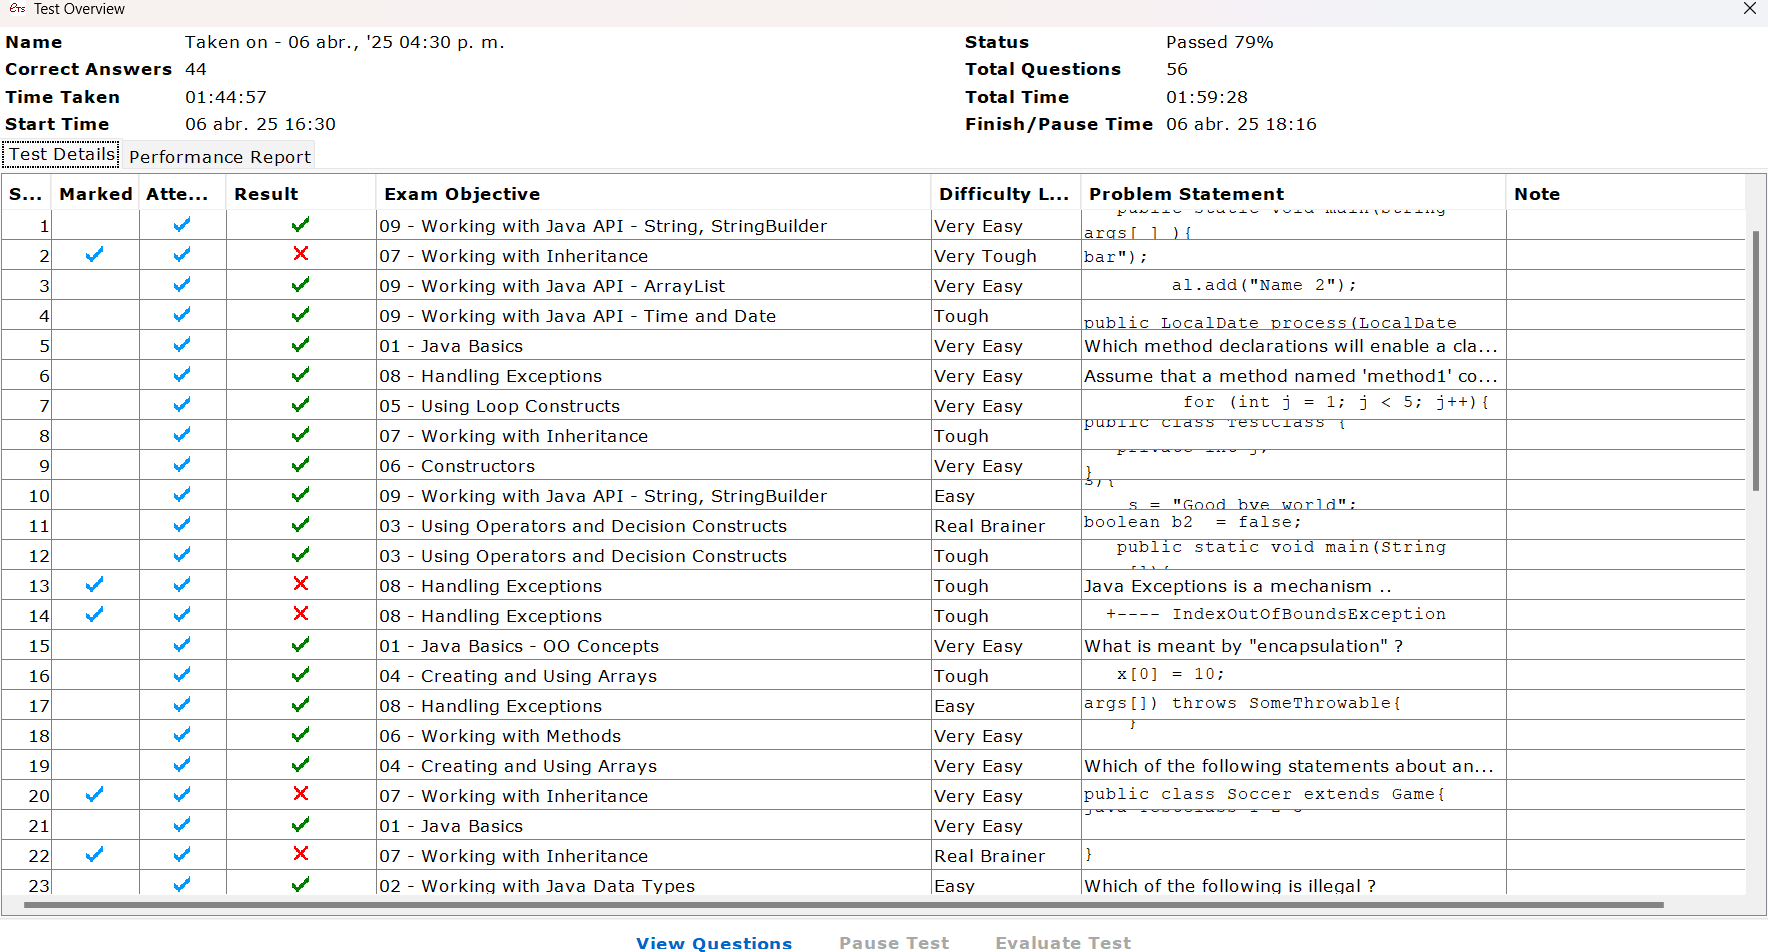 ETS Test Overview
Name Taken on - 06 abr., '25 04:30 p. m. Status Passed 79%
Correct Answers 44 Total Questions 56
Time Taken 01:44:57 Total Time 01:59:28
Start Time 06 abr. 25 16:30 Finish/Pause Time 06 abr. 25 18:16
Test Details Performance Report
S... Marked Atte... Result Exam Objective Difficulty L... Problem Statement Note
1 09 - Working with Java API - String, StringBuilder Very Easy public static void main(String
args[ ] ){
2 07 - Working with Inheritance Very Tough bar");
3 09 - Working with Java API - ArrayList Very Easy al.add("Name 2");
4 09 - Working with Java API - Time and Date Tough public LocalDate process(LocalDate
5 01 - Java Basics Very Easy Which method declarations will enable a cla...
6 08 - Handling Exceptions Very Easy Assume that a method named 'method1' co...
7 05 - Using Loop Constructs Very Easy for (int j = 1; j < 5; j++){
8 07 - Working with Inheritance Tough public class TestClass {
9 06 - Constructors Very Easy private int j;
}
10 09 - Working with Java API - String, StringBuilder Easy s){
s = "Good bye world";
11 03 - Using Operators and Decision Constructs Real Brainer boolean b2 = false;
12 03 - Using Operators and Decision Constructs Tough public static void main(String
[]){
13 08 - Handling Exceptions Tough Java Exceptions is a mechanism ..
14 08 - Handling Exceptions Tough +---- IndexOutOfBoundsException
15 01 - Java Basics - OO Concepts Very Easy What is meant by "encapsulation" ?
16 04 - Creating and Using Arrays Tough x[0] = 10;
17 08 - Handling Exceptions Easy args[]) throws SomeThrowable{
18 06 - Working with Methods Very Easy }
19 04 - Creating and Using Arrays Very Easy Which of the following statements about an...
20 07 - Working with Inheritance Very Easy public class Soccer extends Game{
21 01 - Java Basics Very Easy
22 07 - Working with Inheritance Real Brainer }
23 02 - Working with Java Data Types Easy Which of the following is illegal ?
View Questions Pause Test Evaluate Test